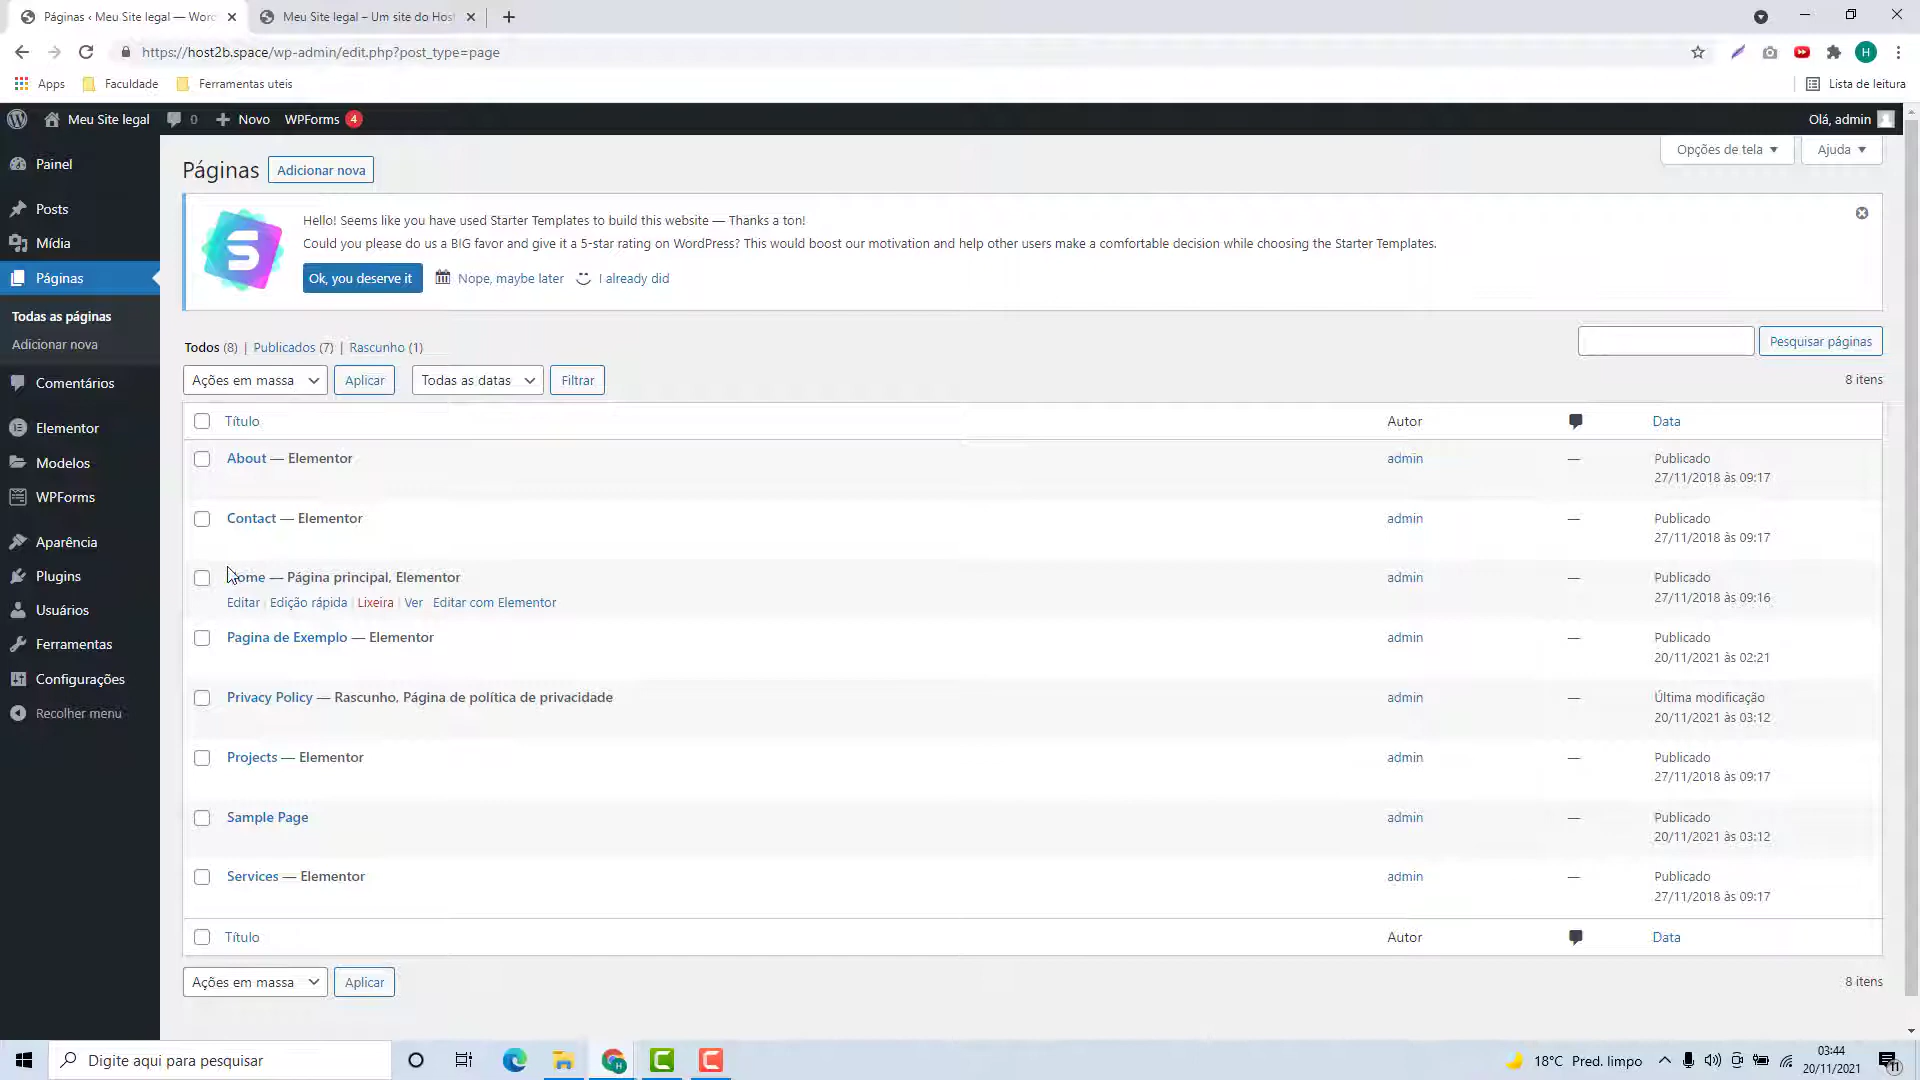 Páginas ‹ Meu Site legal — Wor
Meu Site legal – Um site do Host
https://host2b.space/wp-admin/edit.php?post_type=page
H
Apps
Faculdade
Ferramentas uteis
Lista de leitura
Meu Site legal
0
Novo
WPForms 4
Olá, admin
Painel
Posts
Mídia
Páginas
Todas as páginas
Adicionar nova
Comentários
Elementor
Modelos
WPForms
Aparência
Plugins
Usuários
Ferramentas
Configurações
Recolher menu
Páginas
Adicionar nova
Opções de tela
Ajuda
S
Hello! Seems like you have used Starter Templates to build this website — Thanks a ton!
Could you please do us a BIG favor and give it a 5-star rating on WordPress? This would boost our motivation and help other users make a comfortable decision while choosing the Starter Templates.
Ok, you deserve it
Nope, maybe later
I already did
Todos (8) | Publicados (7) | Rascunho (1)
Pesquisar páginas
Ações em massa
Aplicar
Todas as datas
Filtrar
8 itens
Título
Autor
Data
About — Elementor
admin
—
Publicado
27/11/2018 às 09:17
Contact — Elementor
admin
—
Publicado
27/11/2018 às 09:17
ome — Página principal, Elementor
Editar | Edição rápida | Lixeira | Ver | Editar com Elementor
admin
—
Publicado
27/11/2018 às 09:16
Pagina de Exemplo — Elementor
admin
—
Publicado
20/11/2021 às 02:21
Privacy Policy — Rascunho, Página de política de privacidade
admin
—
Última modificação
20/11/2021 às 03:12
Projects — Elementor
admin
—
Publicado
27/11/2018 às 09:17
Sample Page
admin
—
Publicado
20/11/2021 às 03:12
Services — Elementor
admin
—
Publicado
27/11/2018 às 09:17
Título
Autor
Data
Ações em massa
Aplicar
8 itens
Digite aqui para pesquisar
18°C Pred. limpo
03:44
20/11/2021
11